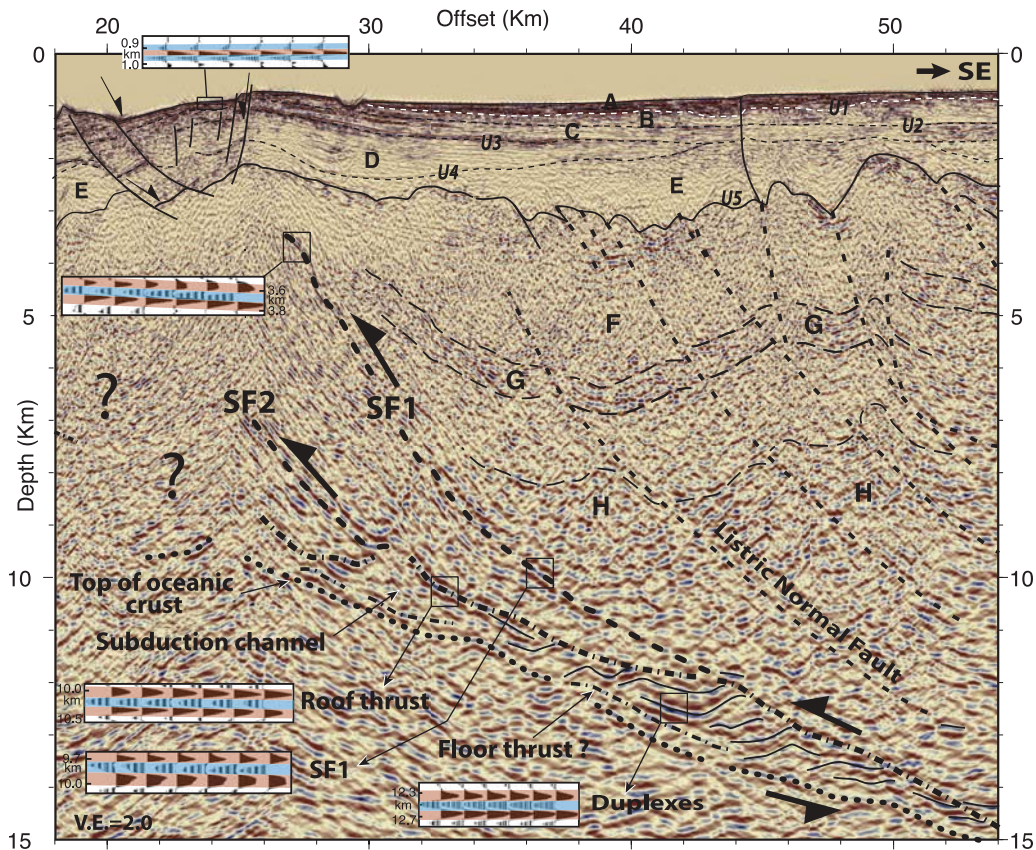 Offset (Km)
20 30 40 50
0 0
0.9
km
1.0
→ SE
A
B
U1
C
U2
U3
D
U4
E
E
U5
3.6
km
3.8
5 5
F
G
G
?
SF2 SF1
Depth (Km)
?
H
H
Listric Normal Fault
10 10
Top of oceanic
crust
Subduction channel
10.0
km
10.5
Roof thrust
9.7
km
10.0
SF1
Floor thrust ?
12.3
km
12.7
Duplexes
V.E.=2.0
15 15